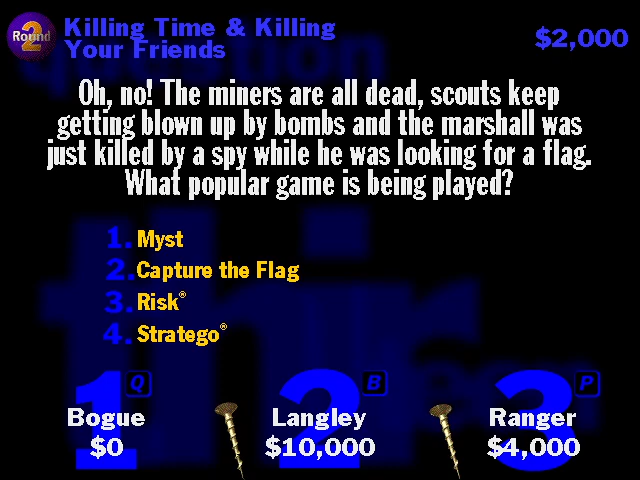 Round 2
Killing Time & Killing
Your Friends
$2,000
Oh, no! The miners are all dead, scouts keep
getting blown up by bombs and the marshall was
just killed by a spy while he was looking for a flag.
What popular game is being played?
1. Myst
2. Capture the Flag
3. Risk®
4. Stratego®
1 Q
Bogue
$0
2 B
Langley
$10,000
3 P
Ranger
$4,000